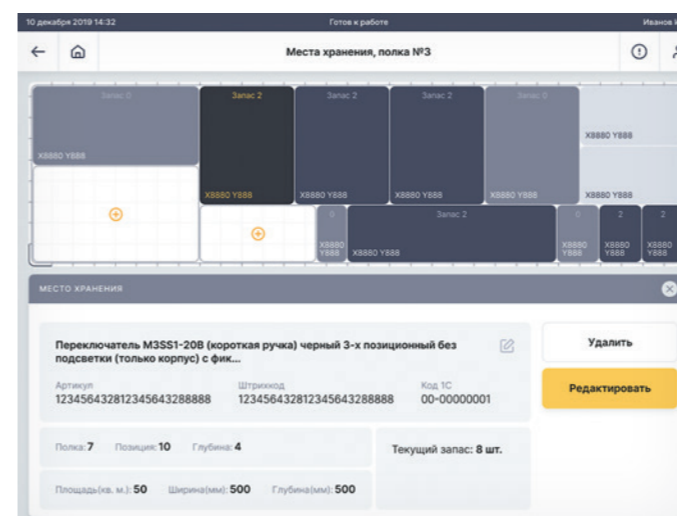 10 декабря 2019 14:32
Готов к работе
Иванов И
Места хранения, полка №3
Запас 0
Запас 2
Запас 2
Запас 2
Запас 0
X8880 Y888
X8880 Y888
X8880 Y888
X8880 Y888
X8880 Y888
X8880 Y888
X8880 Y888
0
Запас 2
0
2
2
X8880
Y888
X8880 Y888
X8880
Y888
X8880
Y888
X8880
Y888
МЕСТО ХРАНЕНИЯ
Переключатель M3SS1-20B (короткая ручка) черный 3-х позиционный без
подсветки (только корпус) с фик...
Удалить
Артикул
Штрихкод
Код 1С
123456432812345643288888
123456432812345643288888
00-00000001
Редактировать
Полка: 7 Позиция: 10 Глубина: 4
Текущий запас: 8 шт.
Площадь(кв. м.): 50 Ширина(мм): 500 Глубина(мм): 500